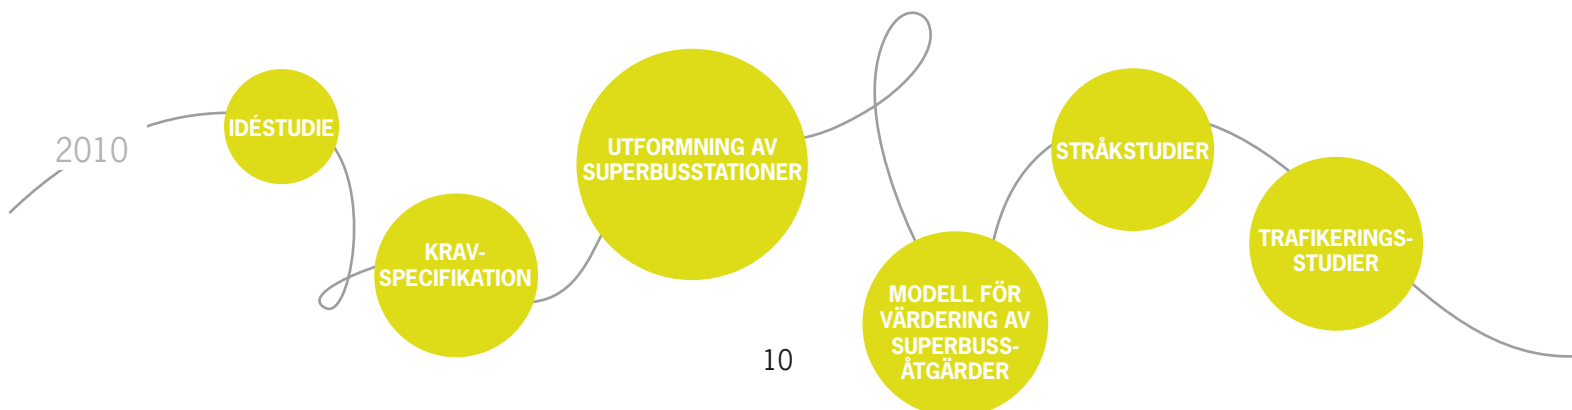 2010
IDÉSTUDIE
KRAV-
SPECIFIKATION
UTFORMNING AV
SUPERBUSSTATIONER
MODELL FÖR
VÄRDERING AV
SUPERBUSS-
ÅTGÄRDER
STRÅKSTUDIER
TRAFIKERINGS-
STUDIER
10